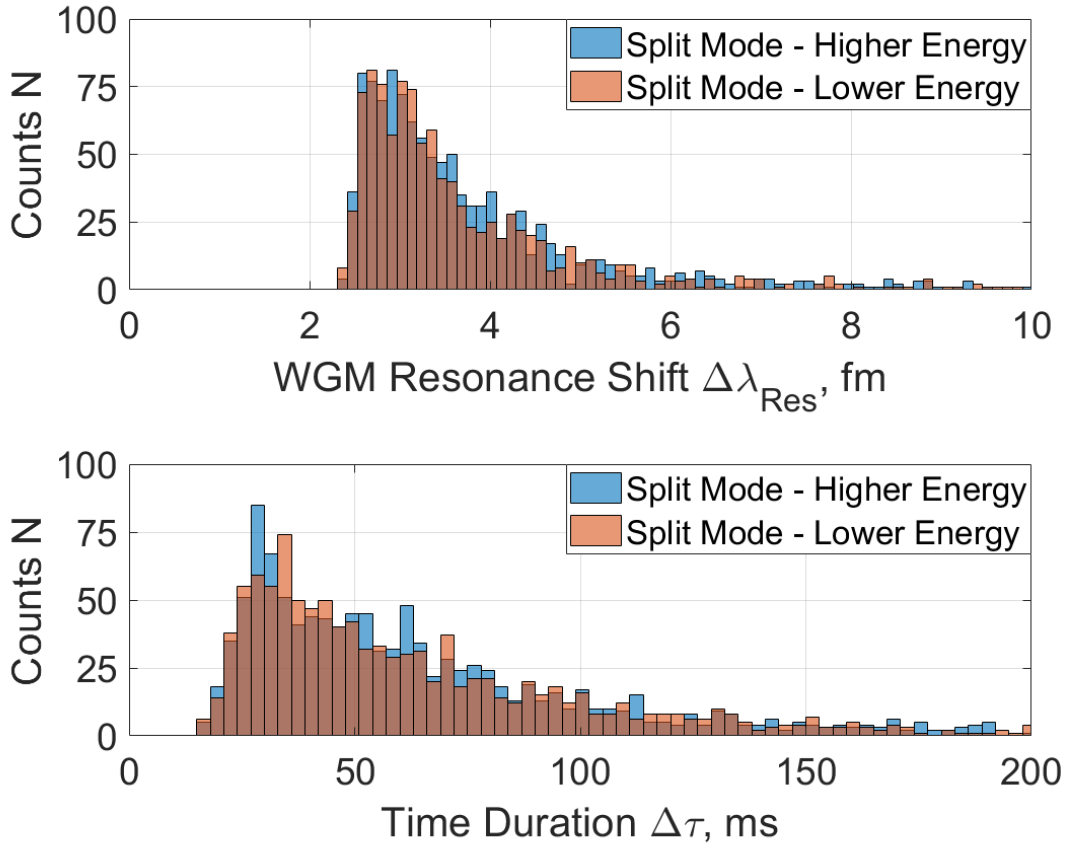 100
75
50
25
0
Counts N
Split Mode - Higher Energy
Split Mode - Lower Energy
0 2 4 6 8 10
WGM Resonance Shift Δλ_Res, fm
100
75
50
25
0
Counts N
Split Mode - Higher Energy
Split Mode - Lower Energy
0 50 100 150 200
Time Duration Δτ, ms